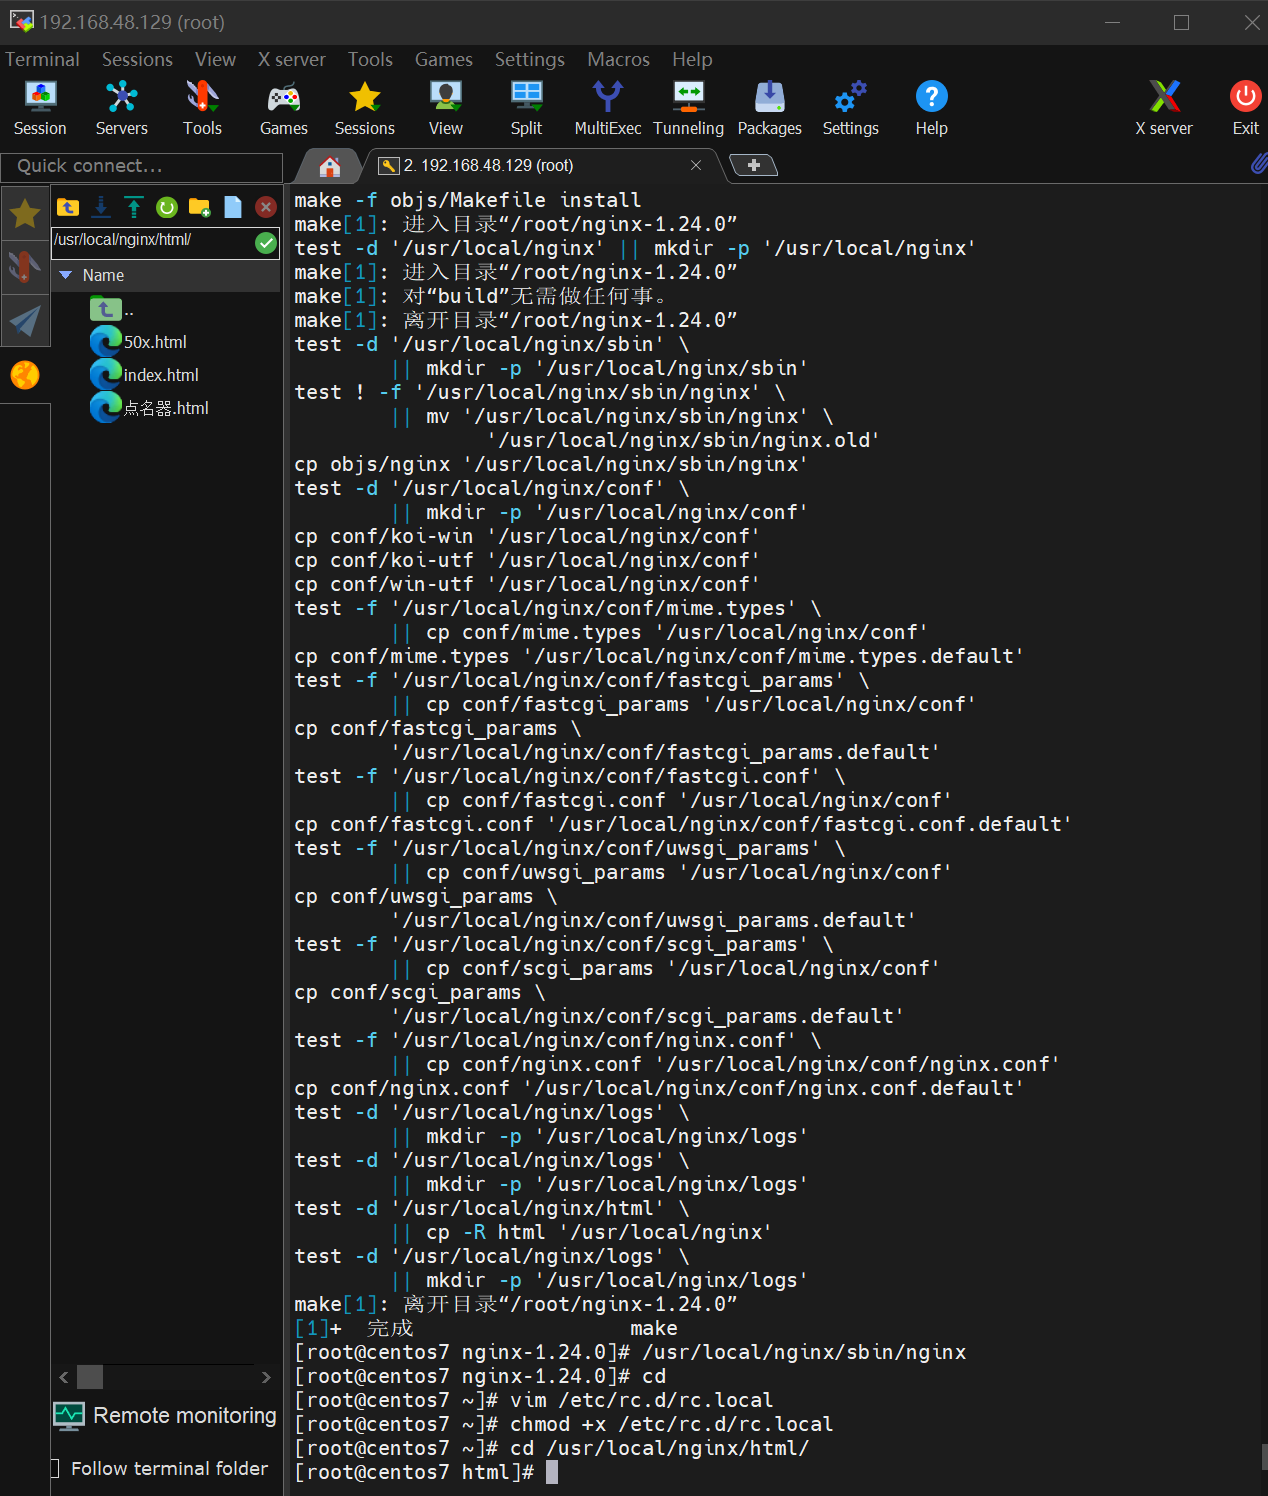 192.168.48.129 (root)
Terminal Sessions View X server Tools Games Settings Macros Help
Session Servers Tools Games Sessions View Split MultiExec Tunneling Packages Settings Help X server Exit
Quick connect...
2. 192.168.48.129 (root)
/usr/local/nginx/html/
Name
..
50x.html
index.html
点名器.html
Remote monitoring
Follow terminal folder
make -f objs/Makefile install
make[1]: 进入目录“/root/nginx-1.24.0”
test -d '/usr/local/nginx' || mkdir -p '/usr/local/nginx'
make[1]: 进入目录“/root/nginx-1.24.0”
make[1]: 对“build”无需做任何事。
make[1]: 离开目录“/root/nginx-1.24.0”
test -d '/usr/local/nginx/sbin' \
|| mkdir -p '/usr/local/nginx/sbin'
test ! -f '/usr/local/nginx/sbin/nginx' \
|| mv '/usr/local/nginx/sbin/nginx' \
'/usr/local/nginx/sbin/nginx.old'
cp objs/nginx '/usr/local/nginx/sbin/nginx'
test -d '/usr/local/nginx/conf' \
|| mkdir -p '/usr/local/nginx/conf'
cp conf/koi-win '/usr/local/nginx/conf'
cp conf/koi-utf '/usr/local/nginx/conf'
cp conf/win-utf '/usr/local/nginx/conf'
test -f '/usr/local/nginx/conf/mime.types' \
|| cp conf/mime.types '/usr/local/nginx/conf'
cp conf/mime.types '/usr/local/nginx/conf/mime.types.default'
test -f '/usr/local/nginx/conf/fastcgi_params' \
|| cp conf/fastcgi_params '/usr/local/nginx/conf'
cp conf/fastcgi_params \
'/usr/local/nginx/conf/fastcgi_params.default'
test -f '/usr/local/nginx/conf/fastcgi.conf' \
|| cp conf/fastcgi.conf '/usr/local/nginx/conf'
cp conf/fastcgi.conf '/usr/local/nginx/conf/fastcgi.conf.default'
test -f '/usr/local/nginx/conf/uwsgi_params' \
|| cp conf/uwsgi_params '/usr/local/nginx/conf'
cp conf/uwsgi_params \
'/usr/local/nginx/conf/uwsgi_params.default'
test -f '/usr/local/nginx/conf/scgi_params' \
|| cp conf/scgi_params '/usr/local/nginx/conf'
cp conf/scgi_params \
'/usr/local/nginx/conf/scgi_params.default'
test -f '/usr/local/nginx/conf/nginx.conf' \
|| cp conf/nginx.conf '/usr/local/nginx/conf/nginx.conf'
cp conf/nginx.conf '/usr/local/nginx/conf/nginx.conf.default'
test -d '/usr/local/nginx/logs' \
|| mkdir -p '/usr/local/nginx/logs'
test -d '/usr/local/nginx/logs' \
|| mkdir -p '/usr/local/nginx/logs'
test -d '/usr/local/nginx/html' \
|| cp -R html '/usr/local/nginx'
test -d '/usr/local/nginx/logs' \
|| mkdir -p '/usr/local/nginx/logs'
make[1]: 离开目录“/root/nginx-1.24.0”
[1]+ 完成 make
[root@centos7 nginx-1.24.0]# /usr/local/nginx/sbin/nginx
[root@centos7 nginx-1.24.0]# cd
[root@centos7 ~]# vim /etc/rc.d/rc.local
[root@centos7 ~]# chmod +x /etc/rc.d/rc.local
[root@centos7 ~]# cd /usr/local/nginx/html/
[root@centos7 html]#